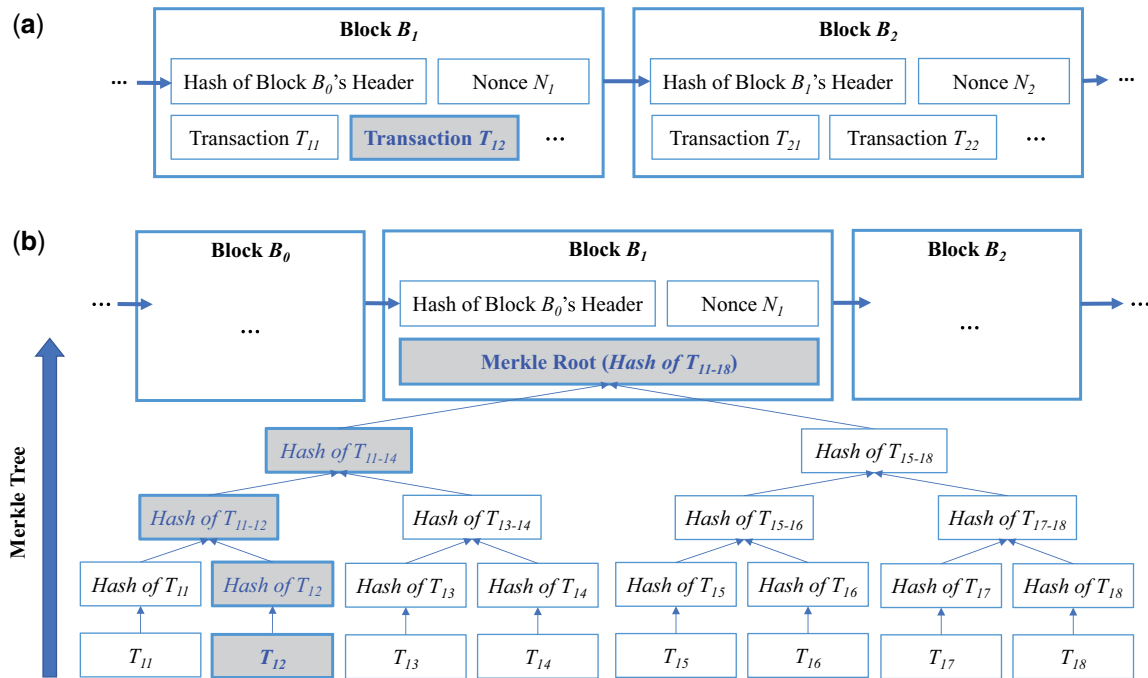 (a)
Block B1
Block B2
...
Hash of Block B0's Header
Nonce N1
Hash of Block B1's Header
Nonce N2
...
Transaction T11
Transaction T12
...
Transaction T21
Transaction T22
...
(b)
Block B0
Block B1
Block B2
...
Hash of Block B0's Header
Nonce N1
...
...
...
Merkle Root (Hash of T11-18)
Merkle Tree
Hash of T11-14
Hash of T15-18
Hash of T11-12
Hash of T13-14
Hash of T15-16
Hash of T17-18
Hash of T11
Hash of T12
Hash of T13
Hash of T14
Hash of T15
Hash of T16
Hash of T17
Hash of T18
T11
T12
T13
T14
T15
T16
T17
T18